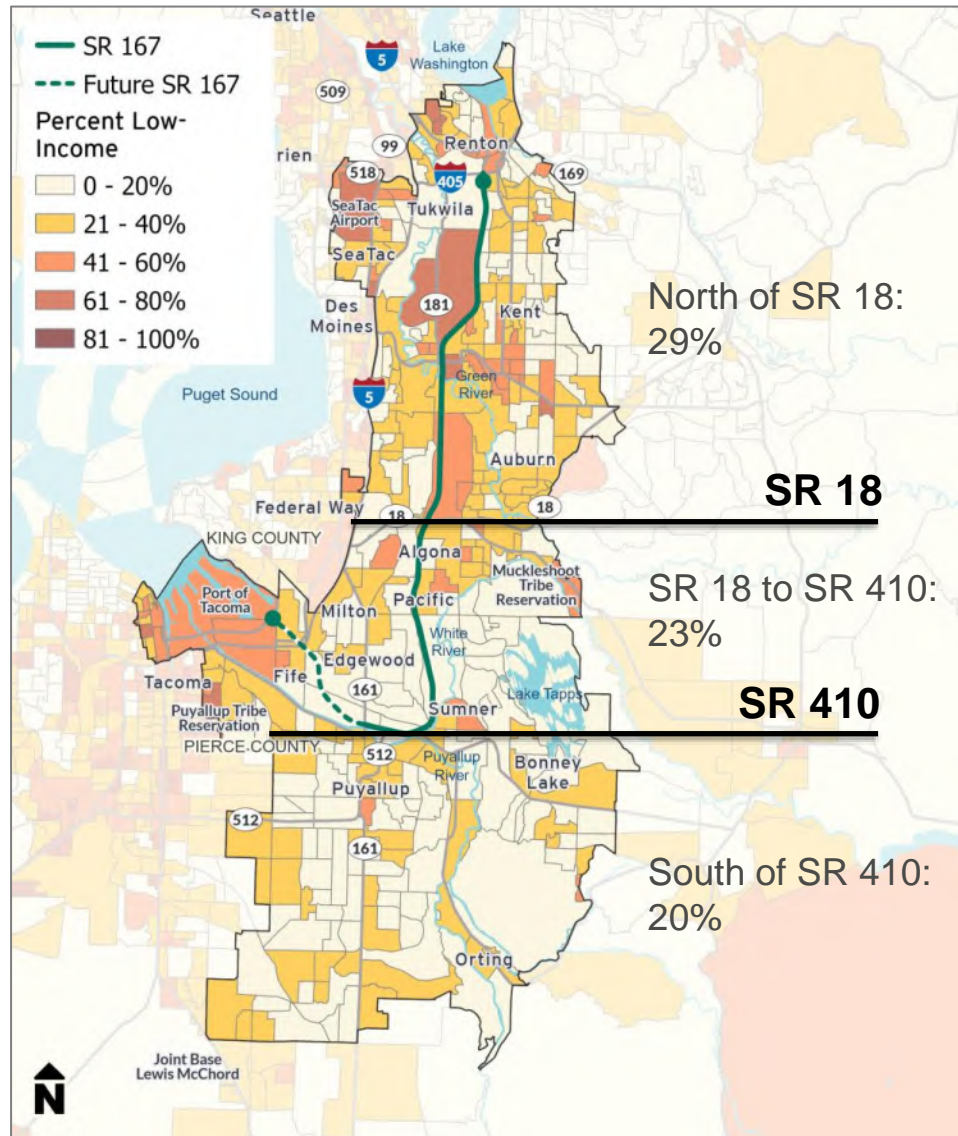 Seattle
SR 167
Future SR 167
Percent Low-
Income
0 - 20%
21 - 40%
41 - 60%
61 - 80%
81 - 100%
5
Lake
Washington
509
rien
99
Renton
518
405
169
SeaTac
Airport
Tukwila
SeaTac
Des
Moines
181
Kent
North of SR 18:
29%
Green
River
Puget Sound
5
Auburn
SR 18
Federal Way
18
18
KING COUNTY
Algona
Muckleshoot
Tribe
Reservation
SR 18 to SR 410:
23%
Port of
Tacoma
Pacific
Milton
White
River
Edgewood
Fife
Tacoma
161
Lake Tapps
Sumner
SR 410
Puyallup Tribe
Reservation
PIERCE COUNTY
512
Puyallup
River
Bonney
Lake
Puyallup
512
161
South of SR 410:
20%
Orting
Joint Base
Lewis McChord
N